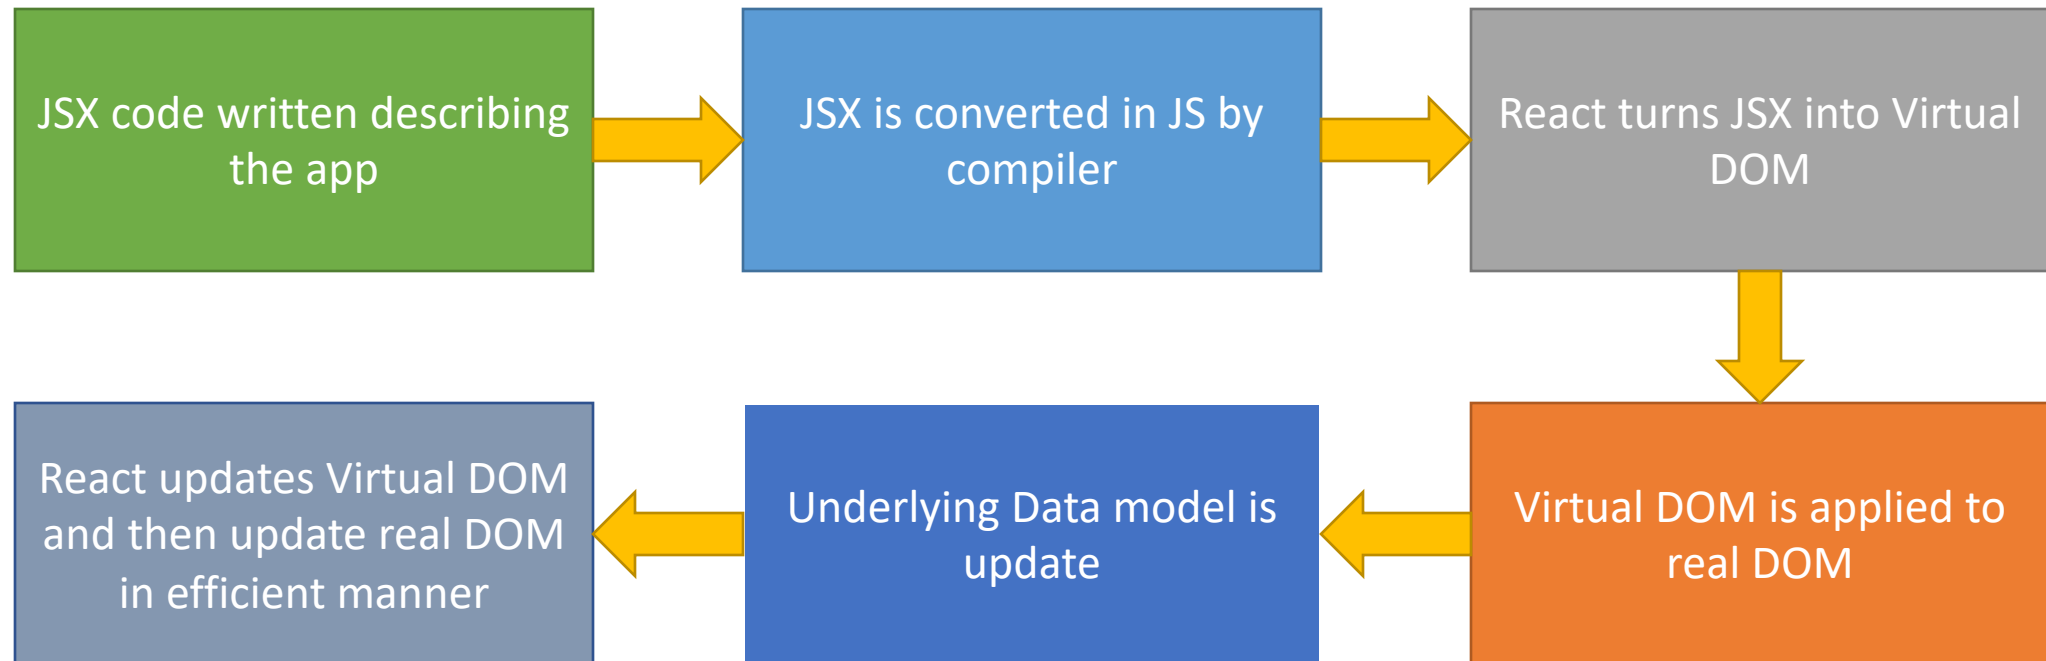 JSX code written describing
the app
JSX is converted in JS by
compiler
React turns JSX into Virtual
DOM
Virtual DOM is applied to
real DOM
Underlying Data model is
update
React updates Virtual DOM
and then update real DOM
in efficient manner